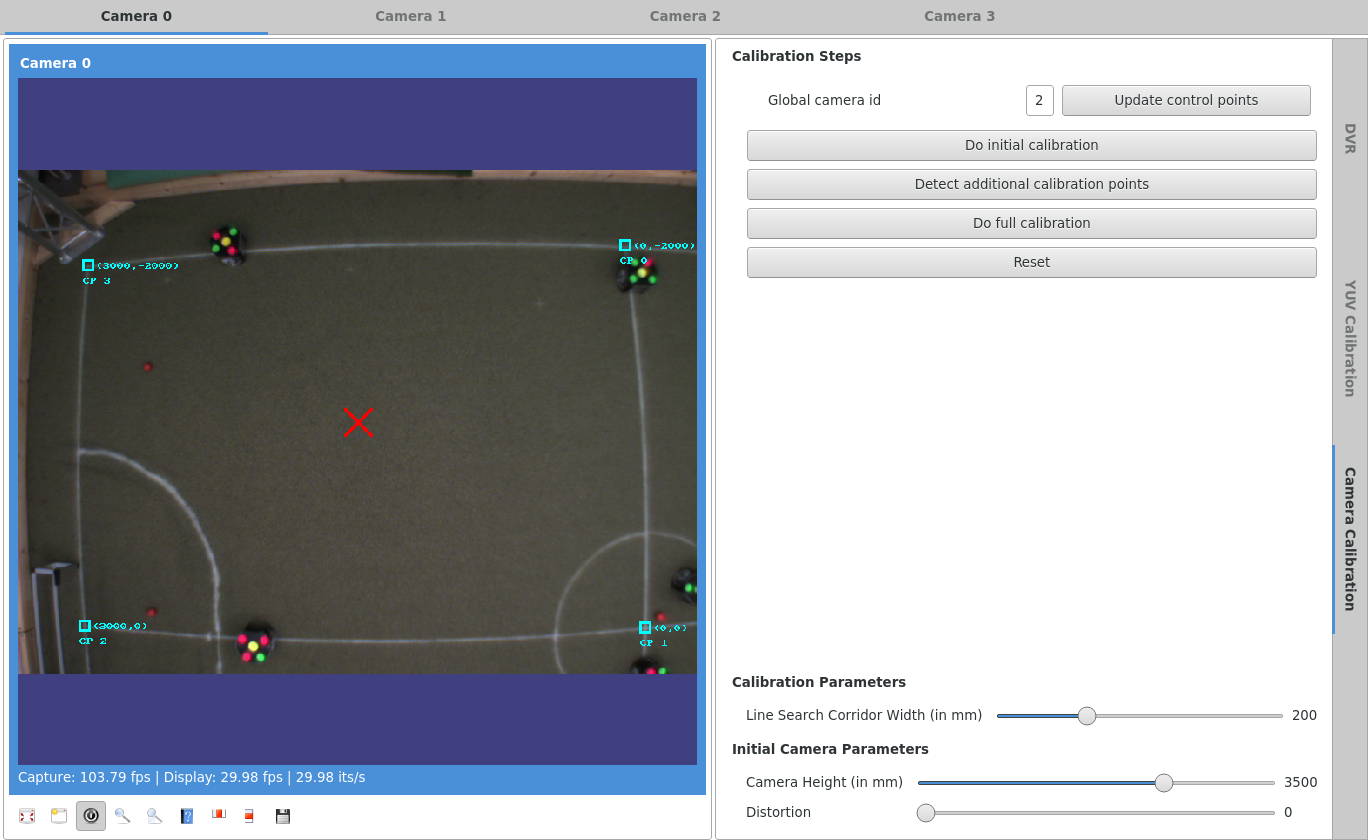 Camera 0
Camera 1
Camera 2
Camera 3
Camera 0
(3000,-2000)
CP 3
(0,-2000)
CP 0
(3000,0)
CP 2
(0,0)
CP 1
Capture: 103.79 fps | Display: 29.98 fps | 29.98 its/s
Calibration Steps
Global camera id
2
Update control points
Do initial calibration
Detect additional calibration points
Do full calibration
Reset
Calibration Parameters
Line Search Corridor Width (in mm)
200
Initial Camera Parameters
Camera Height (in mm)
3500
Distortion
0
DVR
YUV Calibration
Camera Calibration